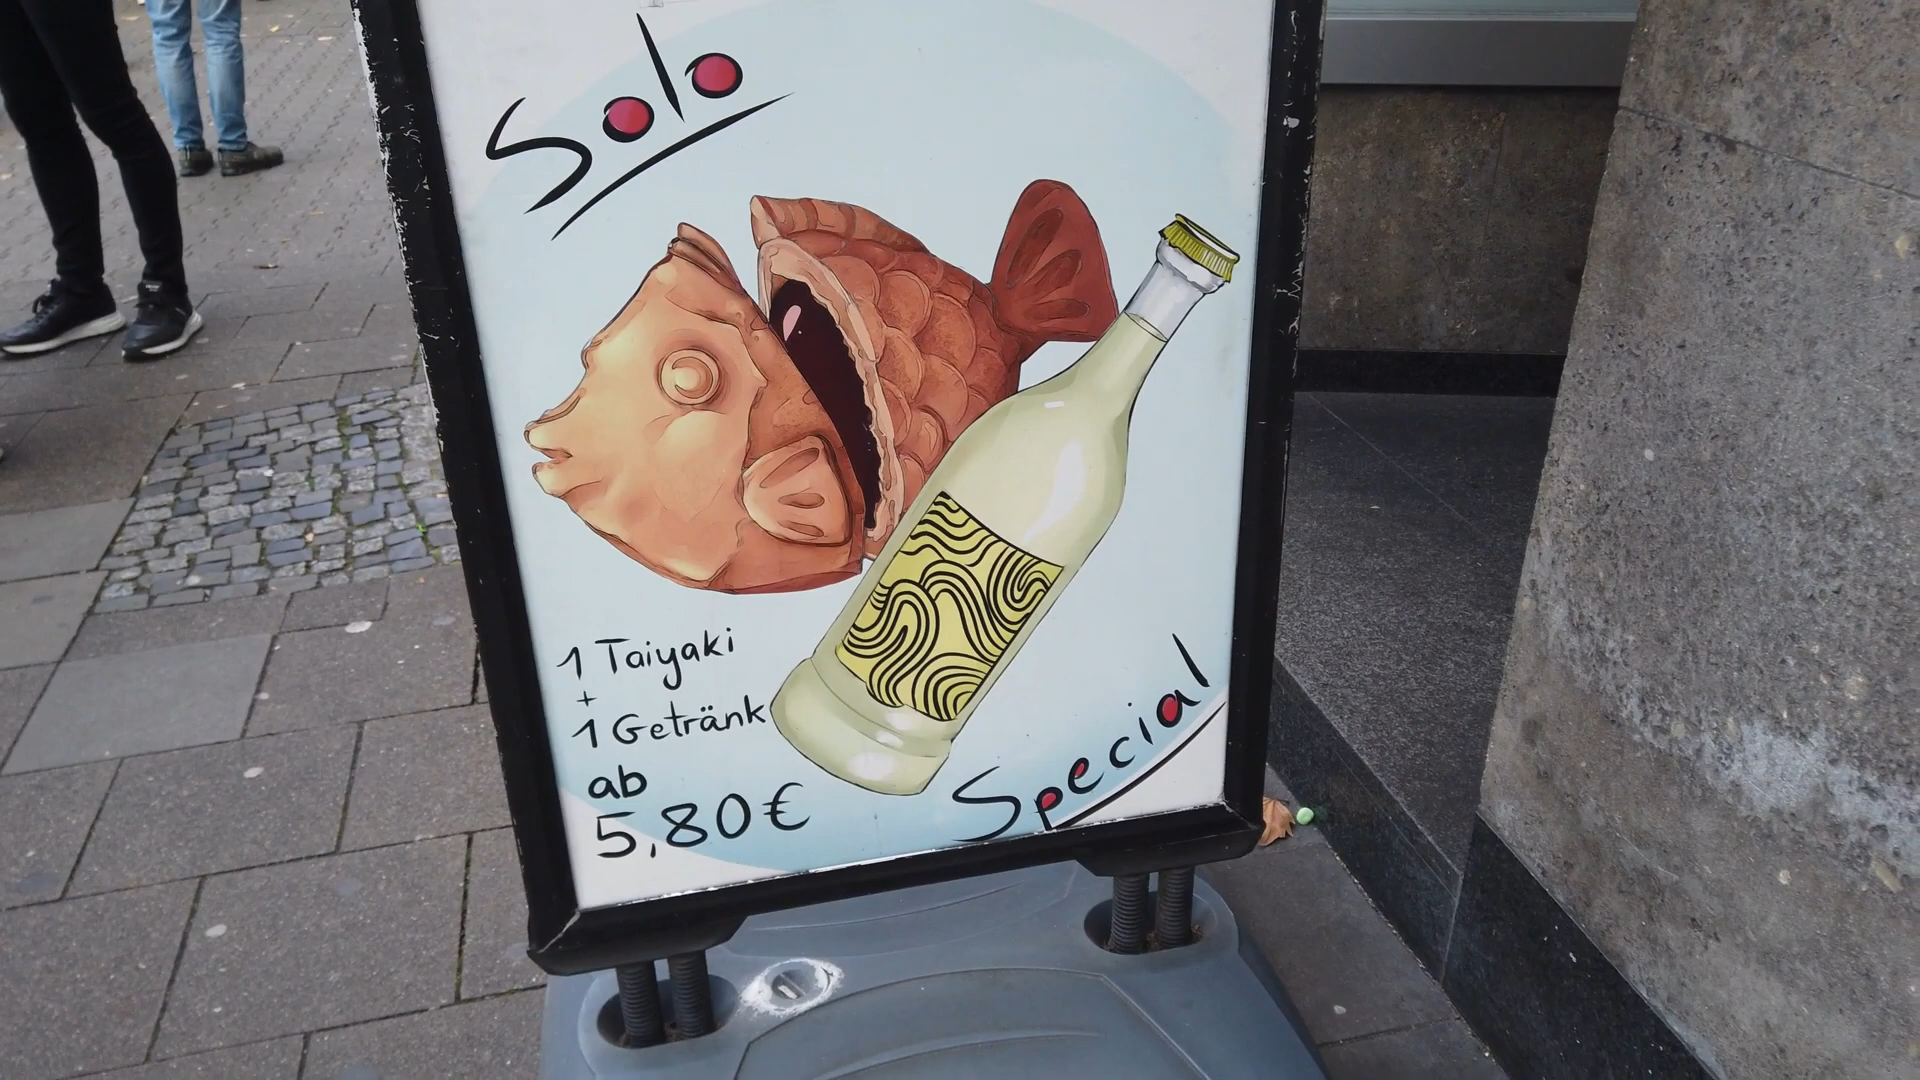 Solo
1 Taiyaki
+
1 Getränk
ab
5,80€
Special